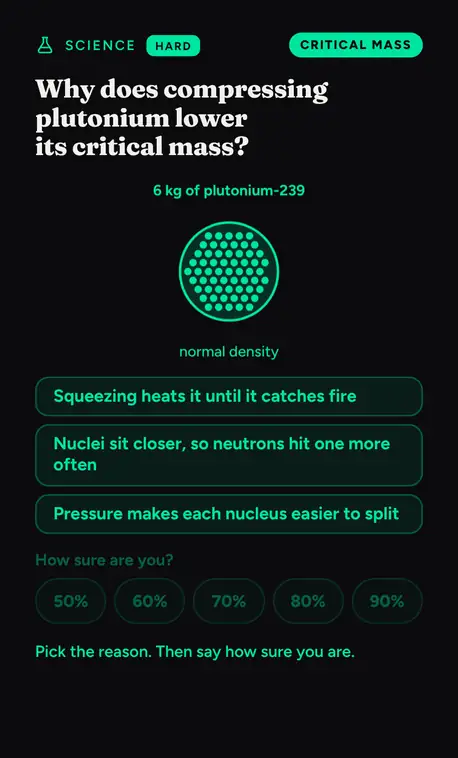 SCIENCE HARD CRITICAL MASS
Why does compressing
plutonium lower
its critical mass?
6 kg of plutonium-239
normal density
Squeezing heats it until it catches fire
Nuclei sit closer, so neutrons hit one more
often
Pressure makes each nucleus easier to split
How sure are you?
50% 60% 70% 80% 90%
Pick the reason. Then say how sure you are.